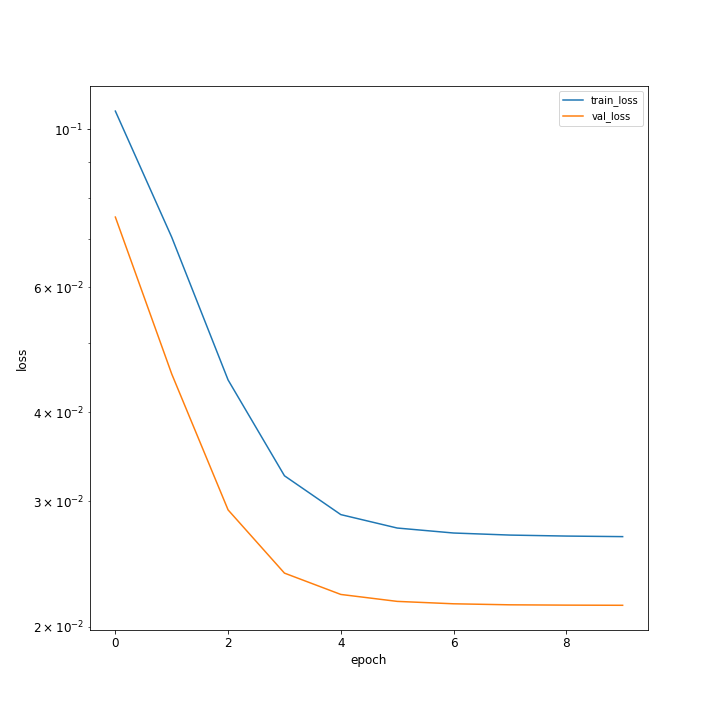 train_loss
val_loss
10⁻¹
6 × 10⁻²
4 × 10⁻²
3 × 10⁻²
2 × 10⁻²
loss
0 2 4 6 8
epoch